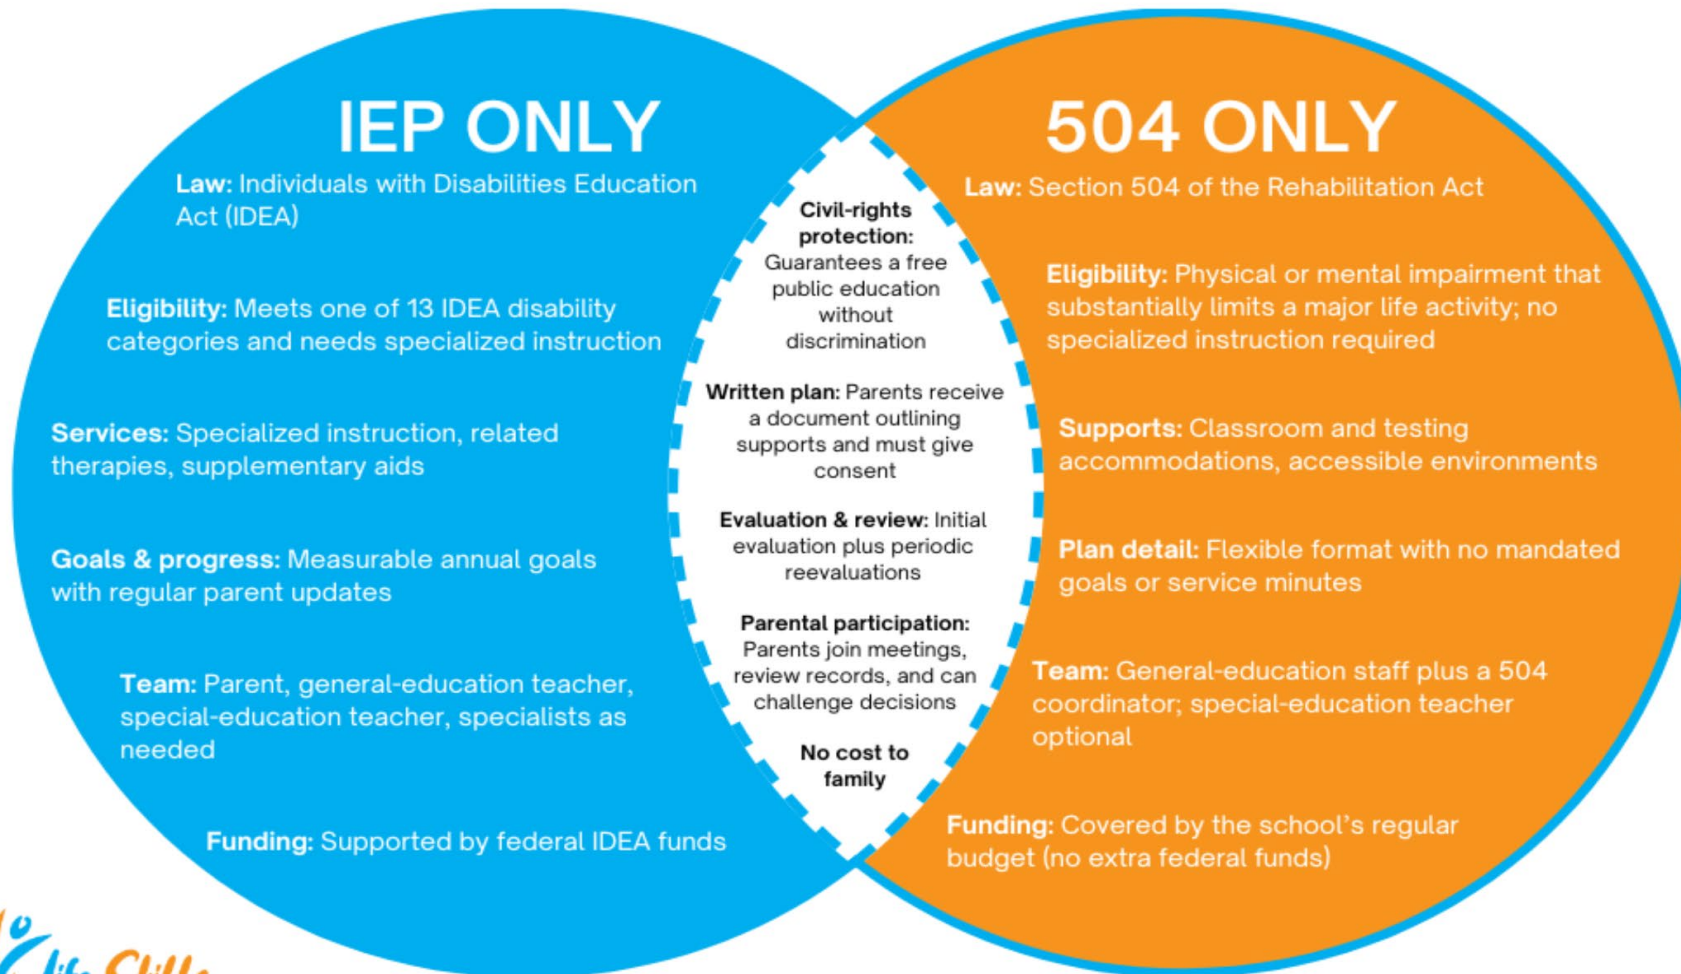 IEP ONLY
Law: Individuals with Disabilities Education
Act (IDEA)
Eligibility: Meets one of 13 IDEA disability
categories and needs specialized instruction
Services: Specialized instruction, related
therapies, supplementary aids
Goals & progress: Measurable annual goals
with regular parent updates
Team: Parent, general-education teacher,
special-education teacher, specialists as
needed
Funding: Supported by federal IDEA funds
Civil-rights
protection:
Guarantees a free
public education
without
discrimination
Written plan: Parents receive
a document outlining
supports and must give
consent
Evaluation & review: Initial
evaluation plus periodic
reevaluations
Parental participation:
Parents join meetings,
review records, and can
challenge decisions
No cost to
family
504 ONLY
Law: Section 504 of the Rehabilitation Act
Eligibility: Physical or mental impairment that
substantially limits a major life activity; no
specialized instruction required
Supports: Classroom and testing
accommodations, accessible environments
Plan detail: Flexible format with no mandated
goals or service minutes
Team: General-education staff plus a 504
coordinator; special-education teacher
optional
Funding: Covered by the school's regular
budget (no extra federal funds)